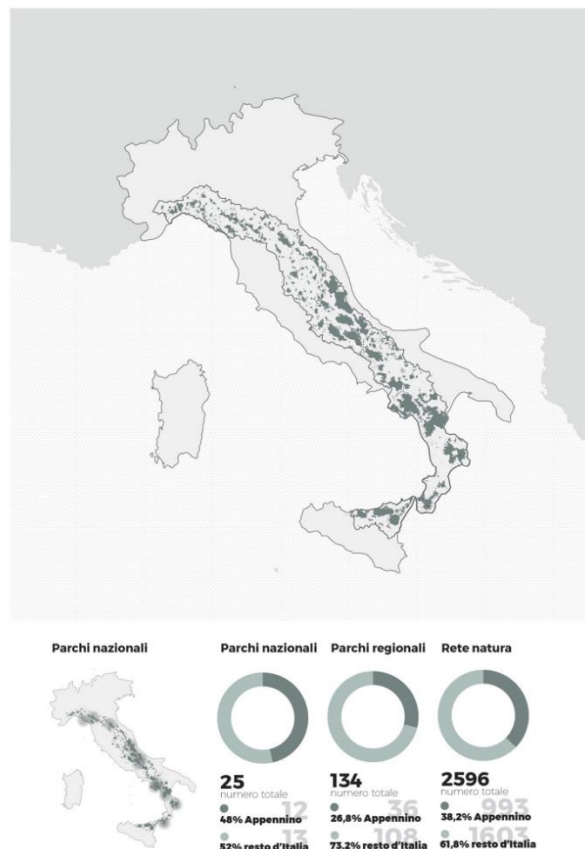 Parchi nazionali
Parchi nazionali
Parchi regionali
Rete natura
25
numero totale
12
48% Appennino
13
52% resto d'Italia
134
numero totale
36
26,8% Appennino
108
73,2% resto d'Italia
2596
numero totale
993
38,2% Appennino
1603
61,8% resto d'Italia